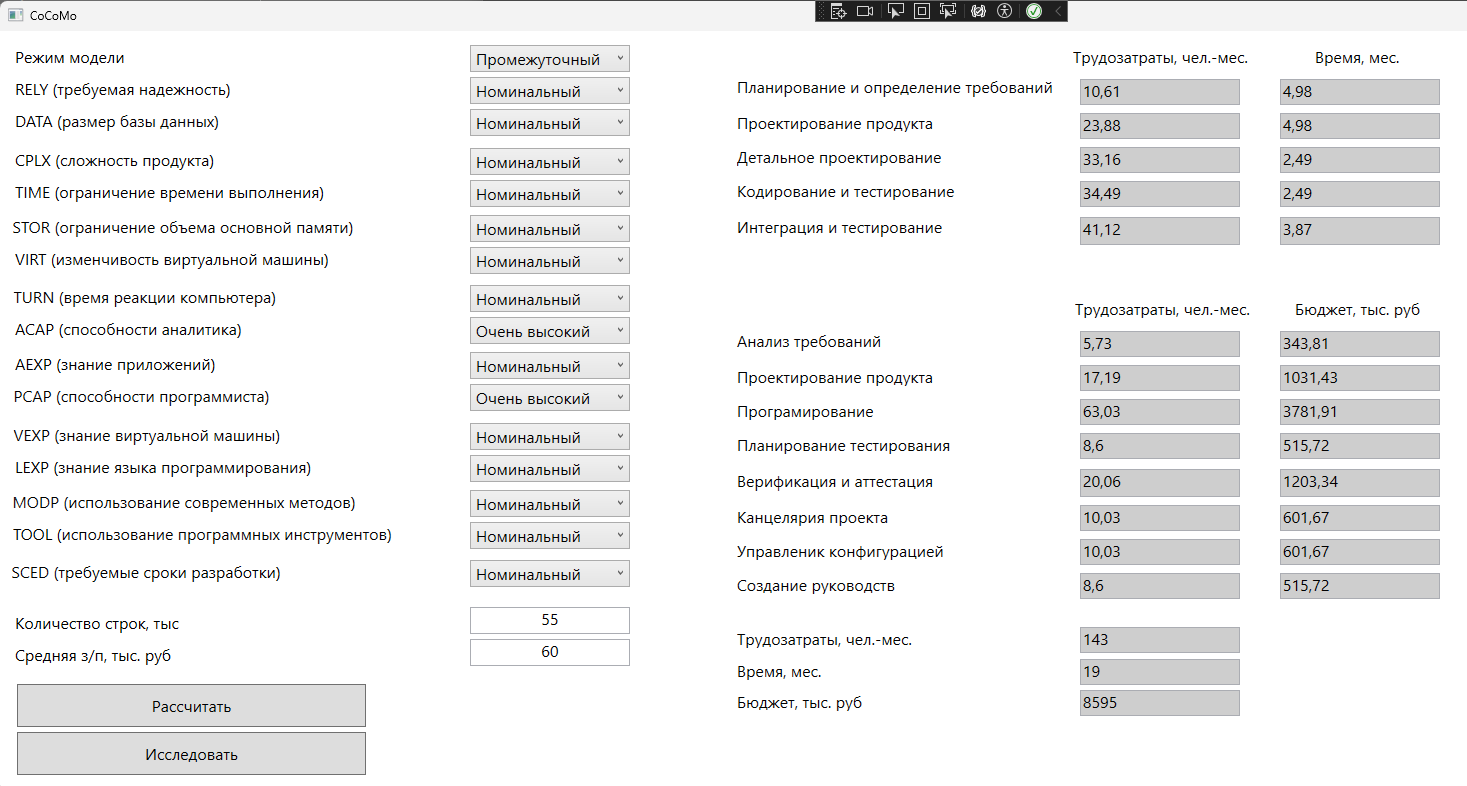 CoCoMo
Режим модели Промежуточный
RELY (требуемая надежность) Номинальный
DATA (размер базы данных) Номинальный
CPLX (сложность продукта) Номинальный
TIME (ограничение времени выполнения) Номинальный
STOR (ограничение объема основной памяти) Номинальный
VIRT (изменчивость виртуальной машины) Номинальный
TURN (время реакции компьютера) Номинальный
ACAP (способности аналитика) Очень высокий
AEXP (знание приложений) Номинальный
PCAP (способности программиста) Очень высокий
VEXP (знание виртуальной машины) Номинальный
LEXP (знание языка программирования) Номинальный
MODP (использование современных методов) Номинальный
TOOL (использование программных инструментов) Номинальный
SCED (требуемые сроки разработки) Номинальный
Количество строк, тыс 55
Средняя з/п, тыс. руб 60
Рассчитать
Исследовать
Трудозатраты, чел.-мес. Время, мес.
Планирование и определение требований 10,61 4,98
Проектирование продукта 23,88 4,98
Детальное проектирование 33,16 2,49
Кодирование и тестирование 34,49 2,49
Интеграция и тестирование 41,12 3,87
Трудозатраты, чел.-мес. Бюджет, тыс. руб
Анализ требований 5,73 343,81
Проектирование продукта 17,19 1031,43
Програмирование 63,03 3781,91
Планирование тестирования 8,6 515,72
Верификация и аттестация 20,06 1203,34
Канцелярия проекта 10,03 601,67
Управленик конфигурацией 10,03 601,67
Создание руководств 8,6 515,72
Трудозатраты, чел.-мес. 143
Время, мес. 19
Бюджет, тыс. руб 8595